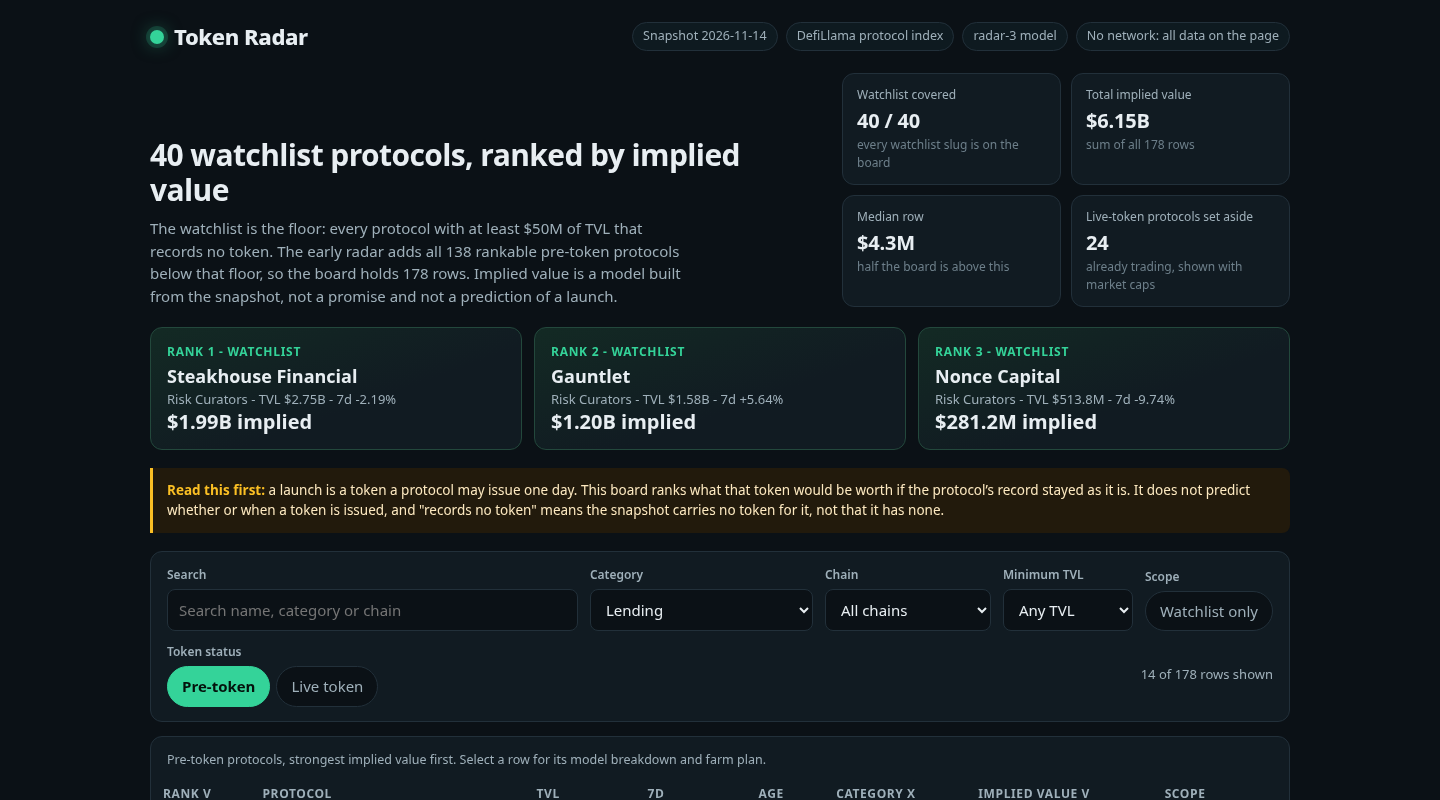 Token Radar
Snapshot 2026-11-14
DefiLlama protocol index
radar-3 model
No network: all data on the page
40 watchlist protocols, ranked by implied
value
The watchlist is the floor: every protocol with at least $50M of TVL that
records no token. The early radar adds all 138 rankable pre-token protocols
below that floor, so the board holds 178 rows. Implied value is a model built
from the snapshot, not a promise and not a prediction of a launch.
Watchlist covered
40 / 40
every watchlist slug is on the
board
Total implied value
$6.15B
sum of all 178 rows
Median row
$4.3M
half the board is above this
Live-token protocols set aside
24
already trading, shown with
market caps
RANK 1 - WATCHLIST
Steakhouse Financial
Risk Curators - TVL $2.75B - 7d -2.19%
$1.99B implied
RANK 2 - WATCHLIST
Gauntlet
Risk Curators - TVL $1.58B - 7d +5.64%
$1.20B implied
RANK 3 - WATCHLIST
Nonce Capital
Risk Curators - TVL $513.8M - 7d -9.74%
$281.2M implied
Read this first: a launch is a token a protocol may issue one day. This board ranks what that token would be worth if the protocol's record stayed as it is. It does not predict
whether or when a token is issued, and "records no token" means the snapshot carries no token for it, not that it has none.
Search
Search name, category or chain
Category
Lending
Chain
All chains
Minimum TVL
Any TVL
Scope
Watchlist only
Token status
Pre-token
Live token
14 of 178 rows shown
Pre-token protocols, strongest implied value first. Select a row for its model breakdown and farm plan.
RANK V
PROTOCOL
TVL
7D
AGE
CATEGORY X
IMPLIED VALUE V
SCOPE